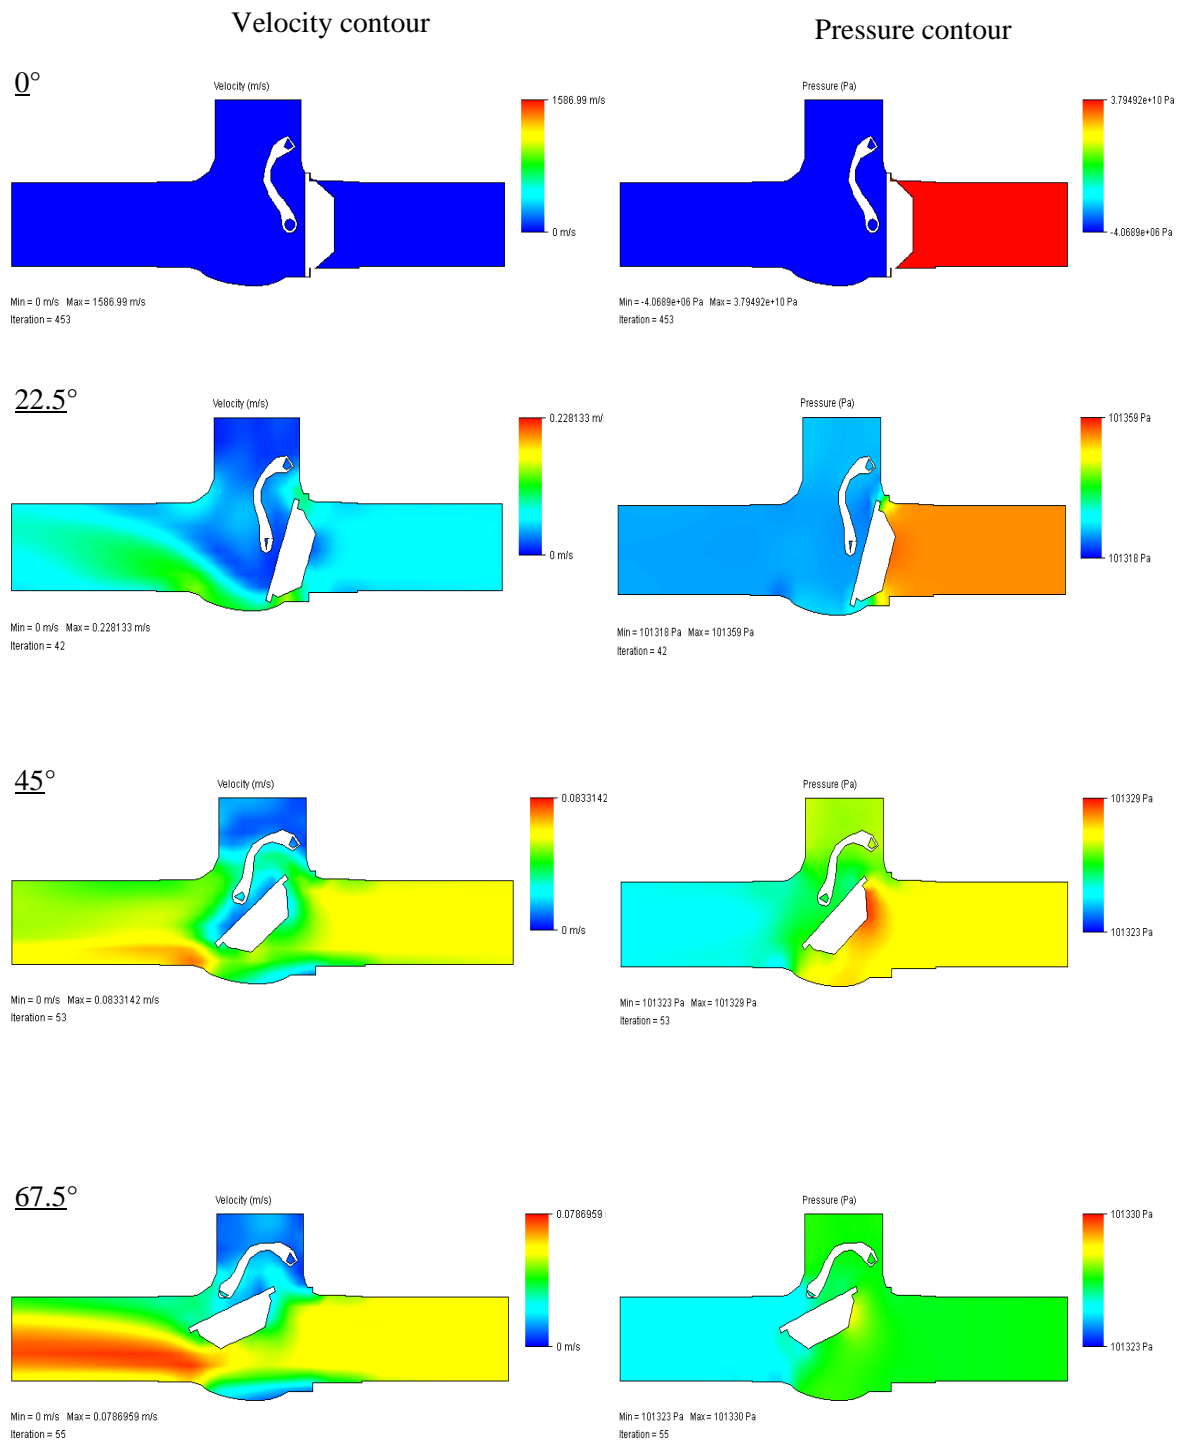 Velocity contour
Pressure contour
0°
Velocity (m/s)
1586.99 m/s
0 m/s
Min = 0 m/s Max = 1586.99 m/s
Iteration = 453
Pressure (Pa)
3.79492e+10 Pa
-4.0689e+06 Pa
Min = -4.0689e+06 Pa Max = 3.79492e+10 Pa
Iteration = 453
22.5°
Velocity (m/s)
0.228133 m/
0 m/s
Min = 0 m/s Max = 0.228133 m/s
Iteration = 42
Pressure (Pa)
101359 Pa
101318 Pa
Min = 101318 Pa Max = 101359 Pa
Iteration = 42
45°
Velocity (m/s)
0.0833142
0 m/s
Min = 0 m/s Max = 0.0833142 m/s
Iteration = 53
Pressure (Pa)
101329 Pa
101323 Pa
Min = 101323 Pa Max = 101329 Pa
Iteration = 53
67.5°
Velocity (m/s)
0.0786959
0 m/s
Min = 0 m/s Max = 0.0786959 m/s
Iteration = 55
Pressure (Pa)
101330 Pa
101323 Pa
Min = 101323 Pa Max = 101330 Pa
Iteration = 55